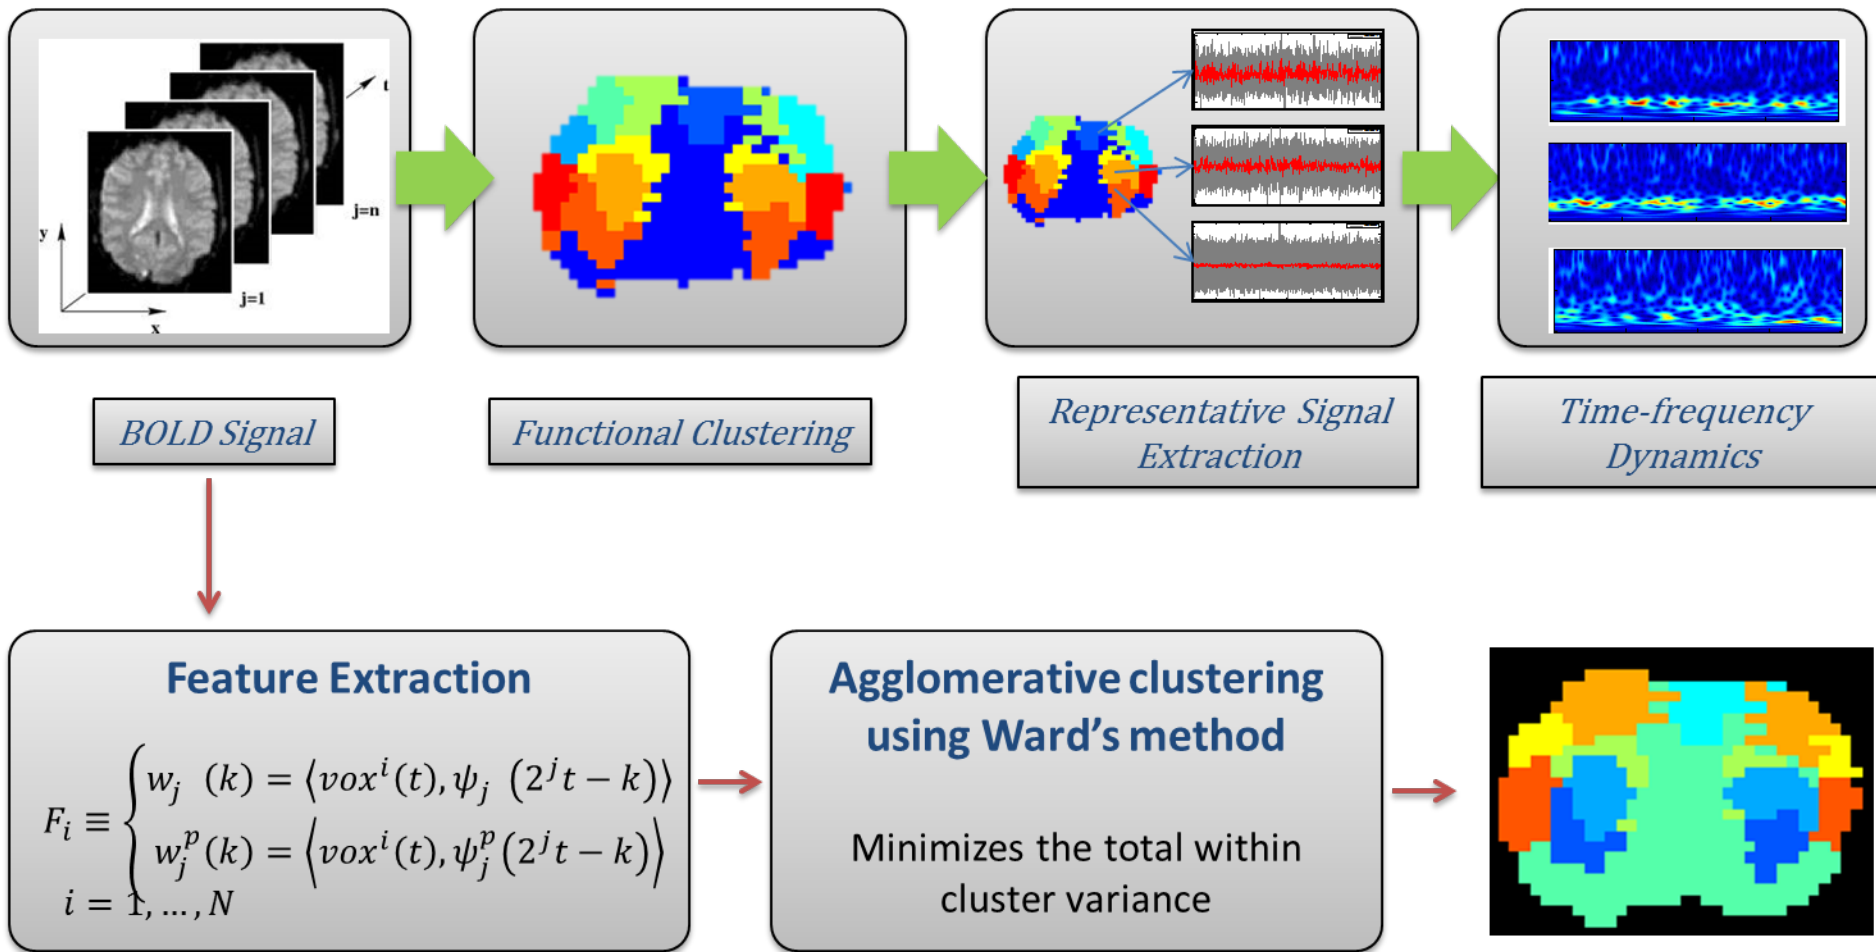 t
j=n
y
j=1
x
BOLD Signal
Functional Clustering
Representative Signal
Extraction
Time-frequency
Dynamics
Feature Extraction
F_i ≡ { w_j (k) = ⟨vox^i(t), ψ_j (2^j t − k)⟩
w_j^p(k) = ⟨vox^i(t), ψ_j^p(2^j t − k)⟩
i = 1, … , N
Agglomerative clustering
using Ward’s method
Minimizes the total within
cluster variance